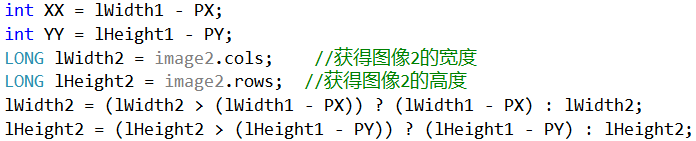 int XX = lWidth1 - PX;
int YY = lHeight1 - PY;
LONG lWidth2 = image2.cols;    //获得图像2的宽度
LONG lHeight2 = image2.rows;  //获得图像2的高度
lWidth2 = (lWidth2 > (lWidth1 - PX)) ? (lWidth1 - PX) : lWidth2;
lHeight2 = (lHeight2 > (lHeight1 - PY)) ? (lHeight1 - PY) : lHeight2;